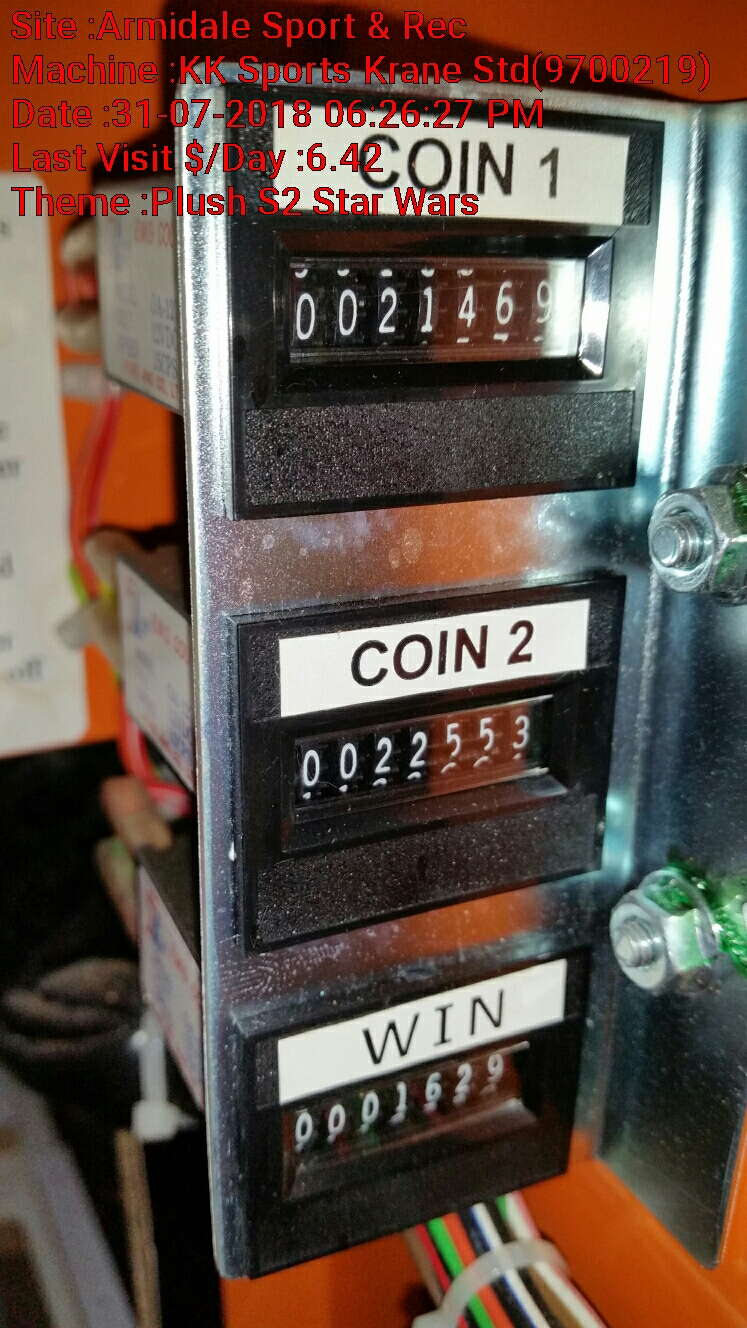 Site :Armidale Sport & Rec
Machine :KK Sports Krane Std(9700219)
Date :31-07-2018 06:26:27 PM
Last Visit $/Day :6.42
Theme :Plush S2 Star Wars
COIN 1
0021469
COIN 2
0022553
WIN
0001629